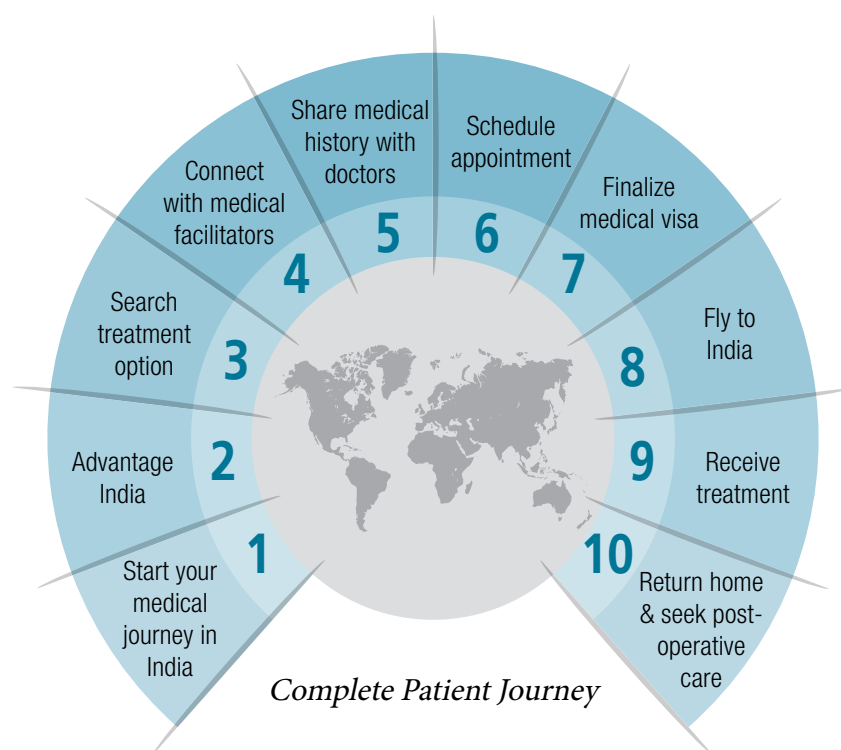 1
Start your
medical
journey in
India
2
Advantage
India
3
Search
treatment
option
4
Connect
with medical
facilitators
5
Share medical
history with
doctors
6
Schedule
appointment
7
Finalize
medical visa
8
Fly to
India
9
Receive
treatment
10
Return home
& seek post-
operative
care
Complete Patient Journey